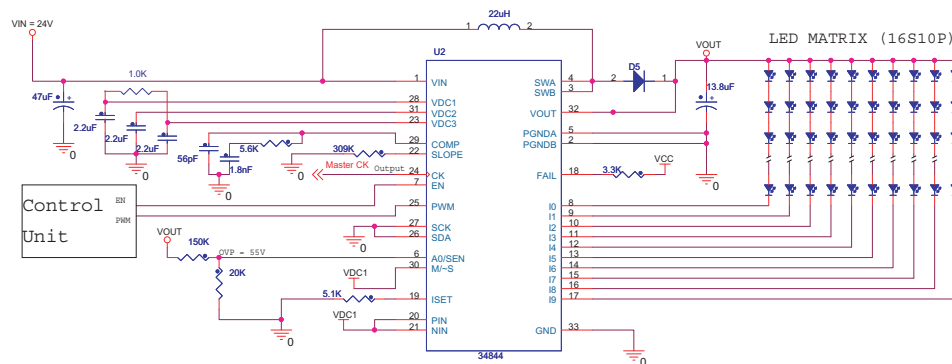 22uH
1 2
VIN = 24V
LED MATRIX (16S10P)
U2
VOUT
1.0K
D5
1 VIN
SWA 4
SWB 3
2 1
47uF
13.8uF
28 VDC1
31 VDC2
23 VDC3
VOUT 32
2.2uF
2.2uF
2.2uF
PGNDA 5
PGNDB 2
0
0
0
29 COMP
22 SLOPE
56pF
5.6K
309K
1.8nF
0
0
Master CK
Output
24 CK
7 EN
FAIL 18
3.3K
VCC
Control
Unit
EN
PWM
25 PWM
I0 8
I1 9
I2 10
I3 11
I4 12
I5 13
I6 14
I7 15
I8 16
I9 17
27 SCK
26 SDA
0
VOUT
150K
OVP = 55V
6 A0/SEN
30 M/~S
20K
VDC1
5.1K
19 ISET
0
VDC1
20 PIN
21 NIN
GND 33
0
34844